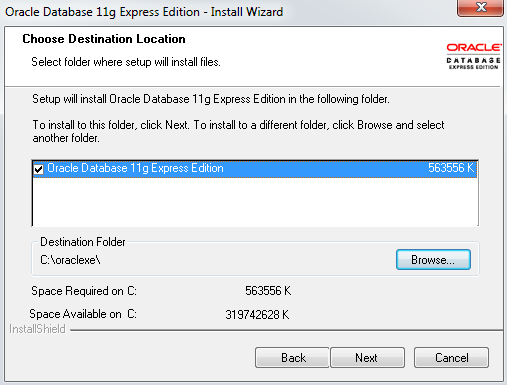 Oracle Database 11g Express Edition - Install Wizard
Choose Destination Location
Select folder where setup will install files.
ORACLE
DATABASE
EXPRESS EDITION
Setup will install Oracle Database 11g Express Edition in the following folder.
To install to this folder, click Next. To install to a different folder, click Browse and select
another folder.
Oracle Database 11g Express Edition 563556 K
Destination Folder
C:\oraclexe\
Browse...
Space Required on C: 563556 K
Space Available on C: 319742628 K
InstallShield
Back Next Cancel